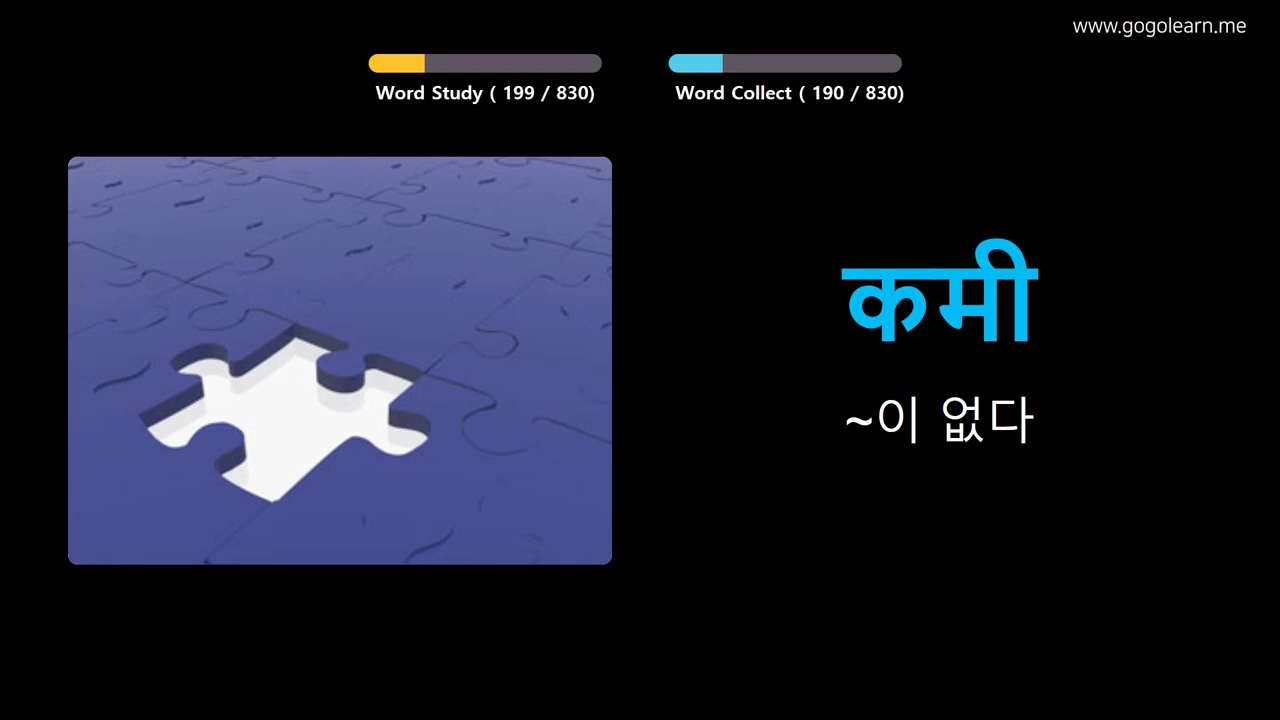 www.gogolearn.me
Word Study ( 199 / 830)
Word Collect ( 190 / 830)
कमी
~이 없다